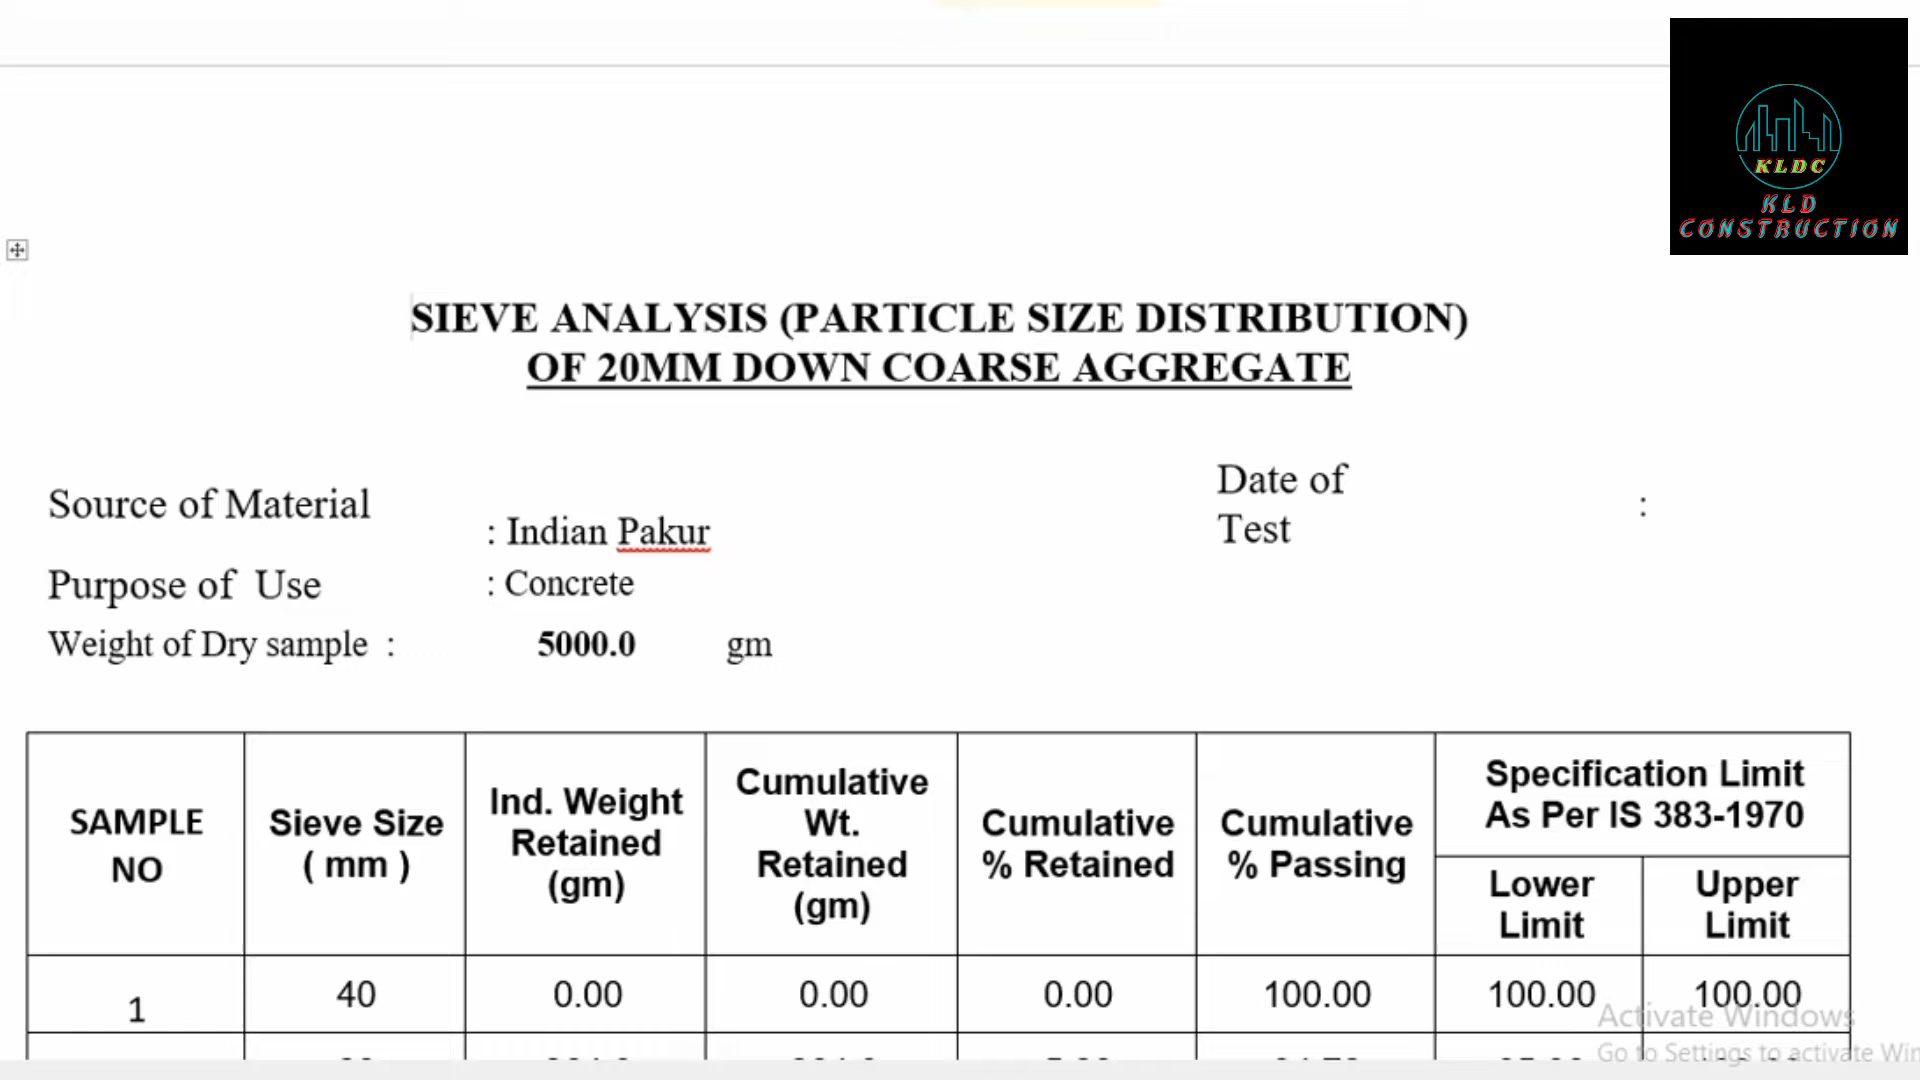 KLDC
KLD
CONSTRUCTION
SIEVE ANALYSIS (PARTICLE SIZE DISTRIBUTION)
OF 20MM DOWN COARSE AGGREGATE
Source of Material : Indian Pakur
Date of
Test :
Purpose of Use : Concrete
Weight of Dry sample : 5000.0 gm
SAMPLE
NO
Sieve Size
( mm )
Ind. Weight
Retained
(gm)
Cumulative
Wt.
Retained
(gm)
Cumulative
% Retained
Cumulative
% Passing
Specification Limit
As Per IS 383-1970
Lower
Limit
Upper
Limit
1 40 0.00 0.00 0.00 100.00 100.00 100.00
Activate Windows
Go to Settings to activate Win